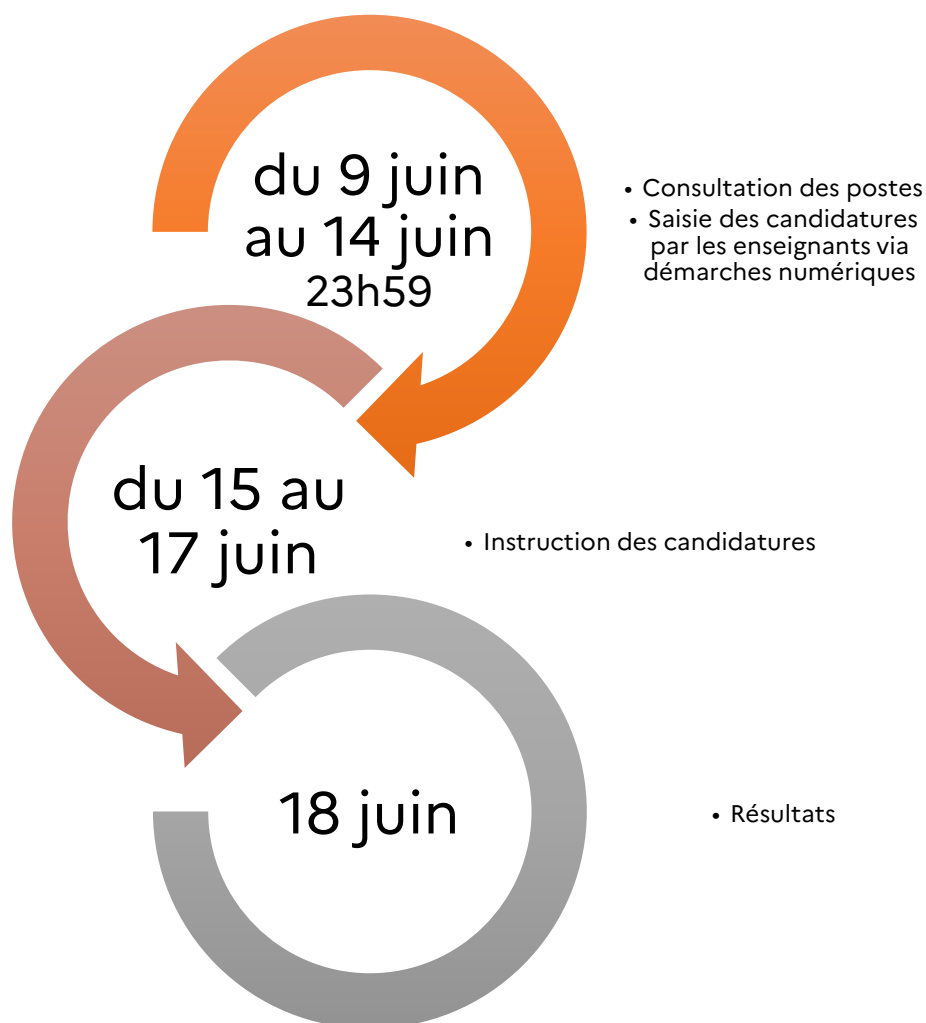 du 9 juin
au 14 juin
23h59
• Consultation des postes
• Saisie des candidatures
par les enseignants via
démarches numériques
du 15 au
17 juin
• Instruction des candidatures
18 juin
• Résultats